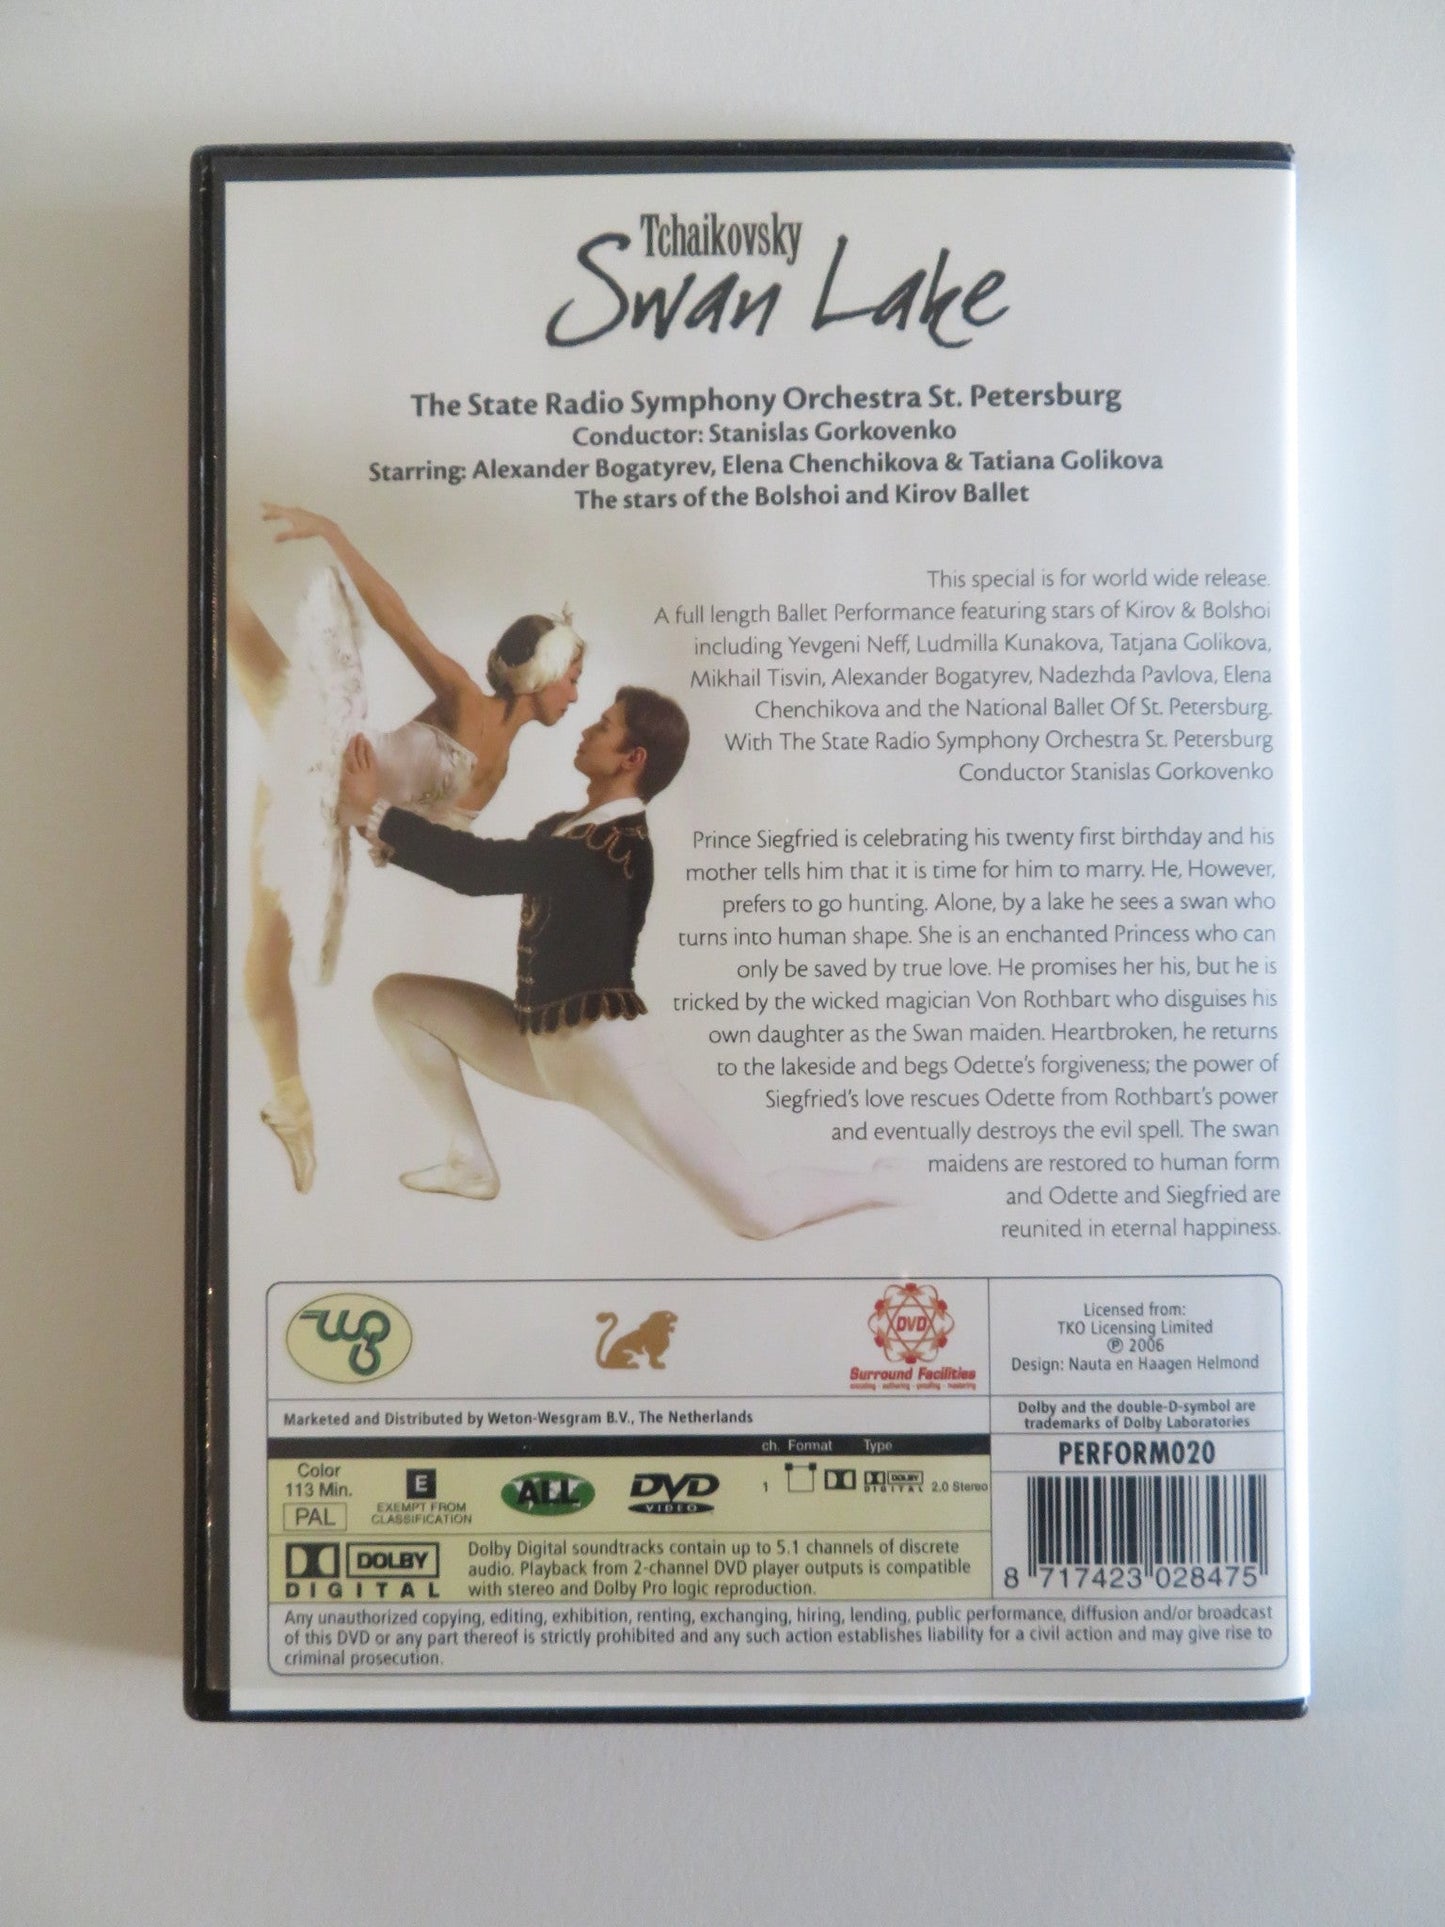 Tchaikovsky
Swan Lake
The State Radio Symphony Orchestra St. Petersburg
Conductor: Stanislas Gorkovenko
Starring: Alexander Bogatyrev, Elena Chenchikova & Tatiana Golikova
The stars of the Bolshoi and Kirov Ballet
This special is for world wide release.
A full length Ballet Performance featuring stars of Kirov & Bolshoi
including Yevgeni Neff, Ludmilla Kunakova, Tatjana Golikova,
Mikhail Tisvin, Alexander Bogatyrev, Nadezhda Pavlova, Elena
Chenchikova and the National Ballet Of St. Petersburg.
With The State Radio Symphony Orchestra St. Petersburg
Conductor Stanislas Gorkovenko
Prince Siegfried is celebrating his twenty first birthday and his
mother tells him that it is time for him to marry. He, However,
prefers to go hunting. Alone, by a lake he sees a swan who
turns into human shape. She is an enchanted Princess who can
only be saved by true love. He promises her his, but he is
tricked by the wicked magician Von Rothbart who disguises his
own daughter as the Swan maiden. Heartbroken, he returns
to the lakeside and begs Odette's forgiveness; the power of
Siegfried's love rescues Odette from Rothbart's power
and eventually destroys the evil spell. The swan
maidens are restored to human form
and Odette and Siegfried are
reunited in eternal happiness.
DVD
Surround Facilities
encoding - authoring - proofing - mastering
Licensed from:
TKO Licensing Limited
℗ 2006
Design: Nauta en Haagen Helmond
Marketed and Distributed by Weton-Wesgram B.V., The Netherlands
Dolby and the double-D-symbol are
trademarks of Dolby Laboratories
ch. Format Type
PERFORM020
Color
113 Min.
PAL
E
EXEMPT FROM
CLASSIFICATION
ALL
DVD
VIDEO
1 DOLBY DIGITAL 2.0 Stereo
DOLBY
DIGITAL
Dolby Digital soundtracks contain up to 5.1 channels of discrete
audio. Playback from 2-channel DVD player outputs is compatible
with stereo and Dolby Pro logic reproduction.
8 717423 028475
Any unauthorized copying, editing, exhibition, renting, exchanging, hiring, lending, public performance, diffusion and/or broadcast
of this DVD or any part thereof is strictly prohibited and any such action establishes liability for a civil action and may give rise to
criminal prosecution.